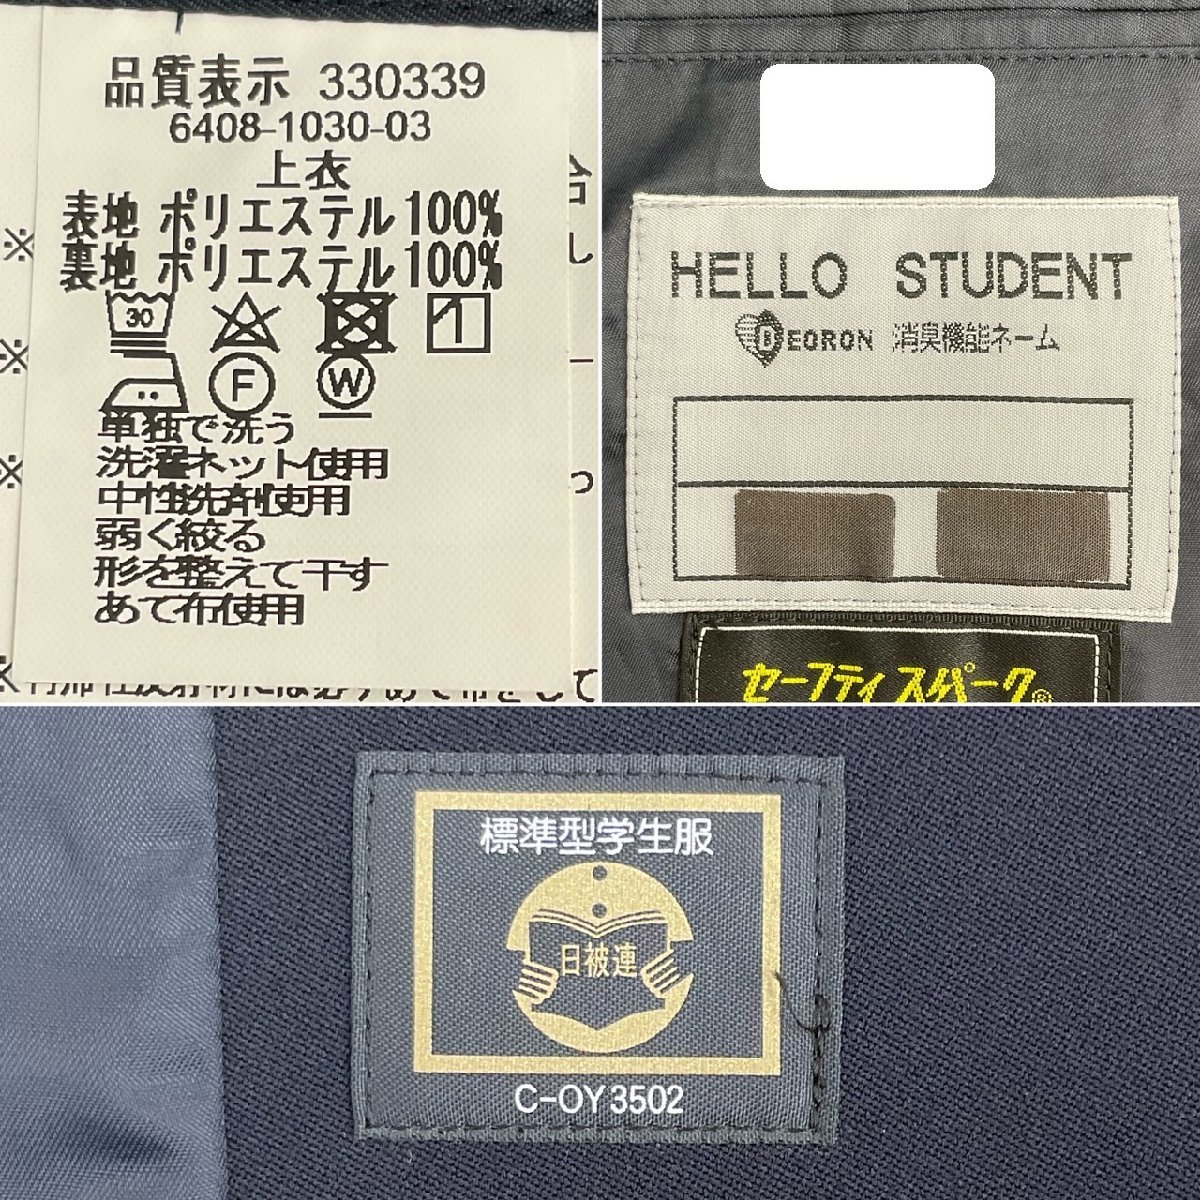 品質表示 330339
6408-1030-03
上衣
表地 ポリエステル100%
裏地 ポリエステル100%
30
F
W
単独で洗う
洗濯ネット使用
中性洗剤使用
弱く絞る
形を整えて干す
あて布使用
HELLO STUDENT
DEORON 消臭機能ネーム
セーフティスパーク®
標準型学生服
日被連
C-OY3502